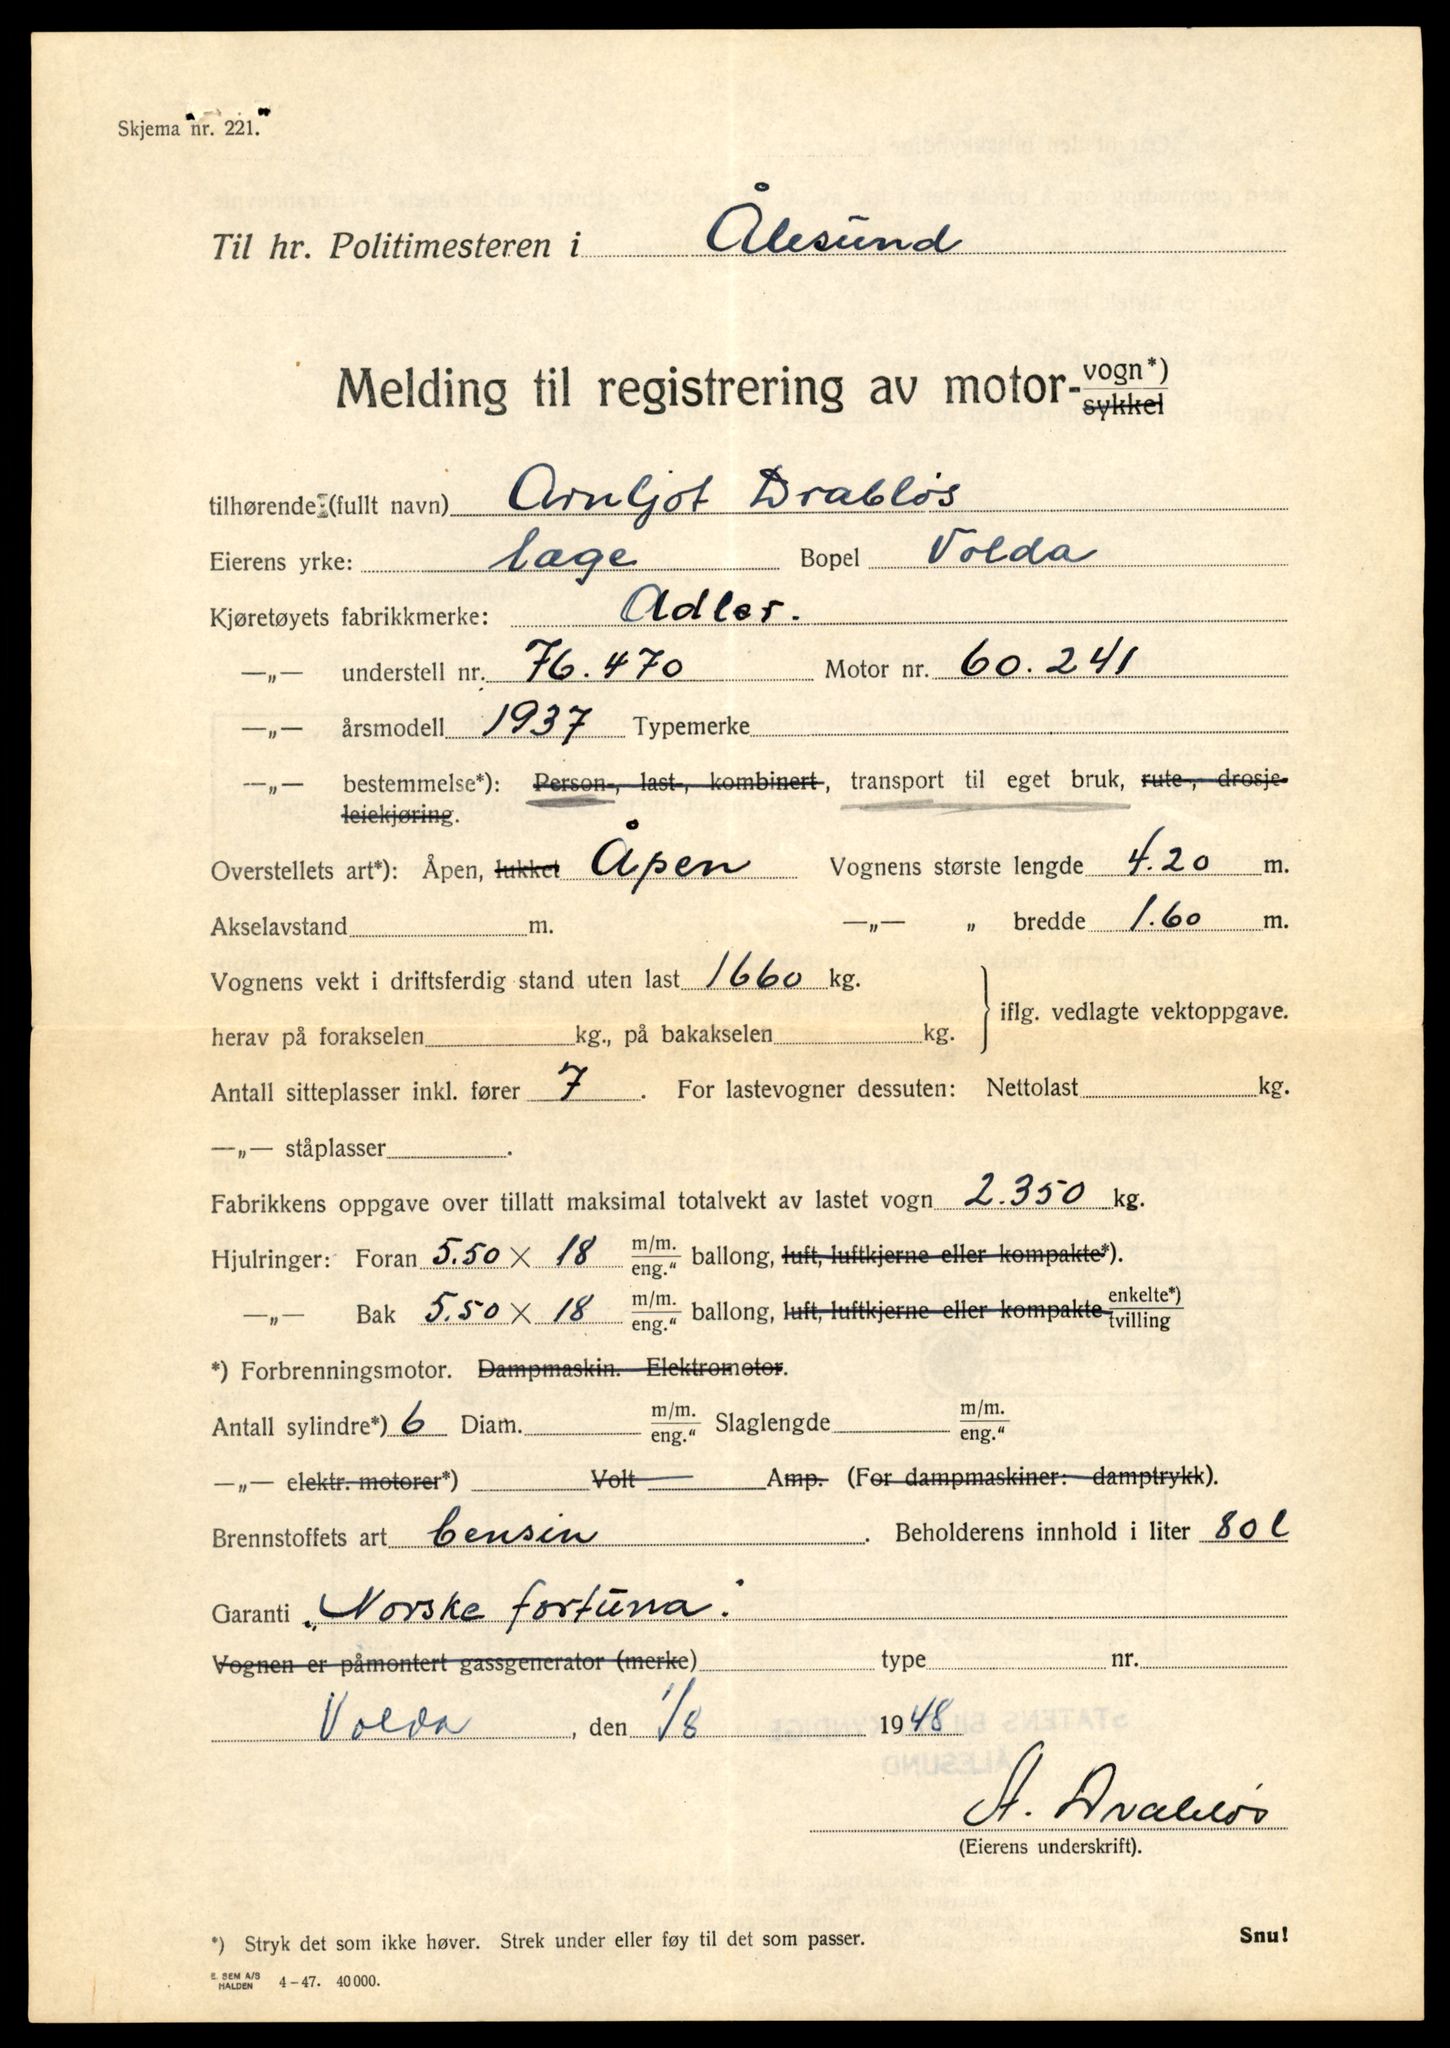 Skjema nr. 221.
Til hr. Politimesteren i Ålesund
Melding til registrering av motor-vogn*)
sykkel
tilhørende: (fullt navn) Arnljot Drabløs
Eierens yrke: læge Bopel Volda
Kjøretøyets fabrikkmerke: Adler.
—„— understell nr. 76.470 Motor nr. 60.241
—„— årsmodell 1937 Typemerke
—„— bestemmelse*): Person-, last-, kombinert, transport til eget bruk, rute-, drosje-
leiekjøring.
Overstellets art*): Åpen, lukket Åpen Vognens største lengde 4.20 m.
Akselavstand m. —„— „ bredde 1.60 m.
Vognens vekt i driftsferdig stand uten last 1660 kg.
iflg. vedlagte vektoppgave.
herav på forakselen kg., på bakakselen kg.
Antall sitteplasser inkl. fører 7. For lastevogner dessuten: Nettolast kg.
—„— ståplasser.
Fabrikkens oppgave over tillatt maksimal totalvekt av lastet vogn 2.350 kg.
Hjulringer: Foran 5.50 × 18 m/m. eng." ballong, luft, luftkjerne eller kompakte*).
—„— Bak 5.50 × 18 m/m. eng." ballong, luft, luftkjerne eller kompakte enkelte*) tvilling
*) Forbrenningsmotor. Dampmaskin. Elektromotor.
Antall sylindre*) 6 Diam. m/m. eng." Slaglengde m/m. eng."
—„— elektr. motorer*) Volt Amp. (For dampmaskiner: damptrykk).
Brennstoffets art bensin. Beholderens innhold i liter 80 l
Garanti „Norske fortuna".
Vognen er påmontert gassgenerator (merke) type nr.
Volda, den 1/8 1948
A. Drabløs
(Eierens underskrift).
*) Stryk det som ikke høver. Strek under eller føy til det som passer. Snu!
E. SEM A/S
HALDEN 4–47. 40 000.